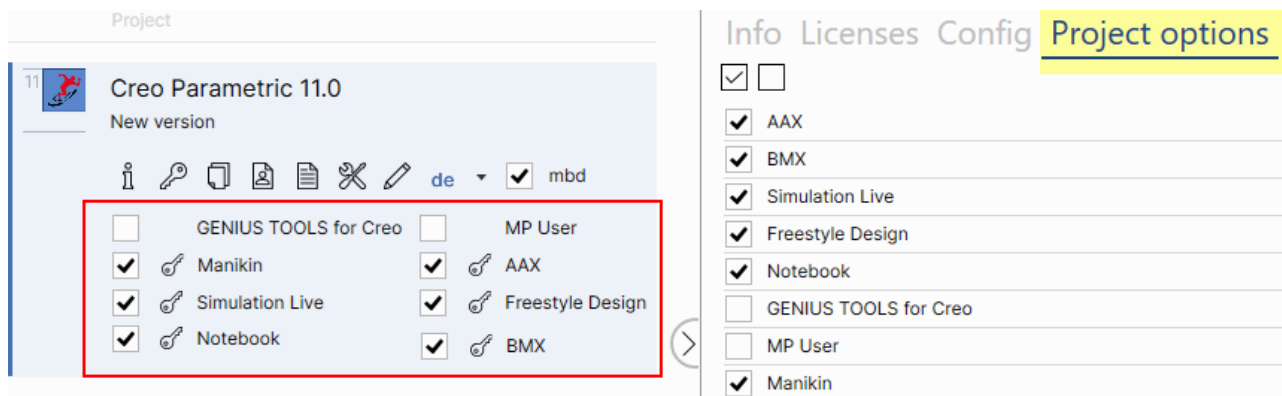 Project
11
Creo Parametric 11.0
New version
de
mbd
GENIUS TOOLS for Creo
MP User
Manikin
AAX
Simulation Live
Freestyle Design
Notebook
BMX
Info Licenses Config Project options
AAX
BMX
Simulation Live
Freestyle Design
Notebook
GENIUS TOOLS for Creo
MP User
Manikin